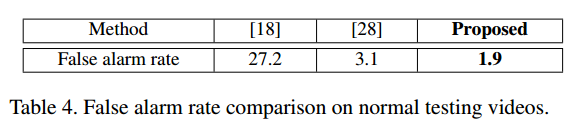 Method [18] [28] Proposed
False alarm rate 27.2 3.1 1.9
Table 4. False alarm rate comparison on normal testing videos.